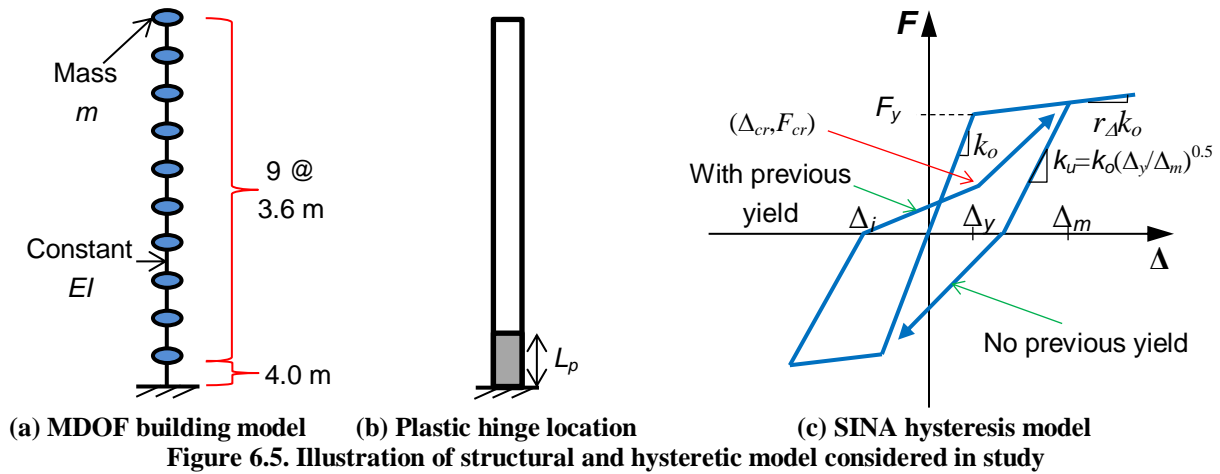 Mass
m
9 @
3.6 m
Constant
EI
4.0 m
L_p
F
F_y
(Δ_cr,F_cr)
k_o
r_Δk_o
k_u=k_o(Δ_y/Δ_m)^0.5
With previous
yield
Δ_i
Δ_y
Δ_m
Δ
No previous yield
(a) MDOF building model
(b) Plastic hinge location
(c) SINA hysteresis model
Figure 6.5. Illustration of structural and hysteretic model considered in study